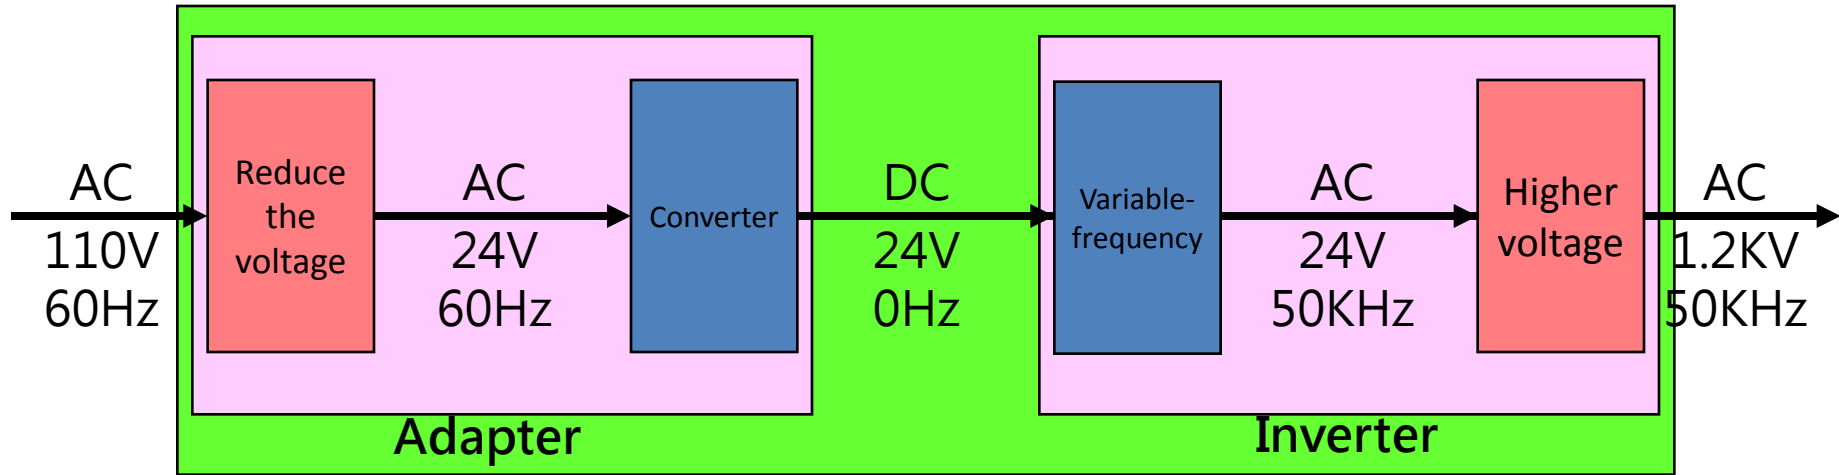 AC
110V
60Hz
Reduce
the
voltage
AC
24V
60Hz
Converter
DC
24V
0Hz
Variable-
frequency
AC
24V
50KHz
Higher
voltage
AC
1.2KV
50KHz
Adapter
Inverter